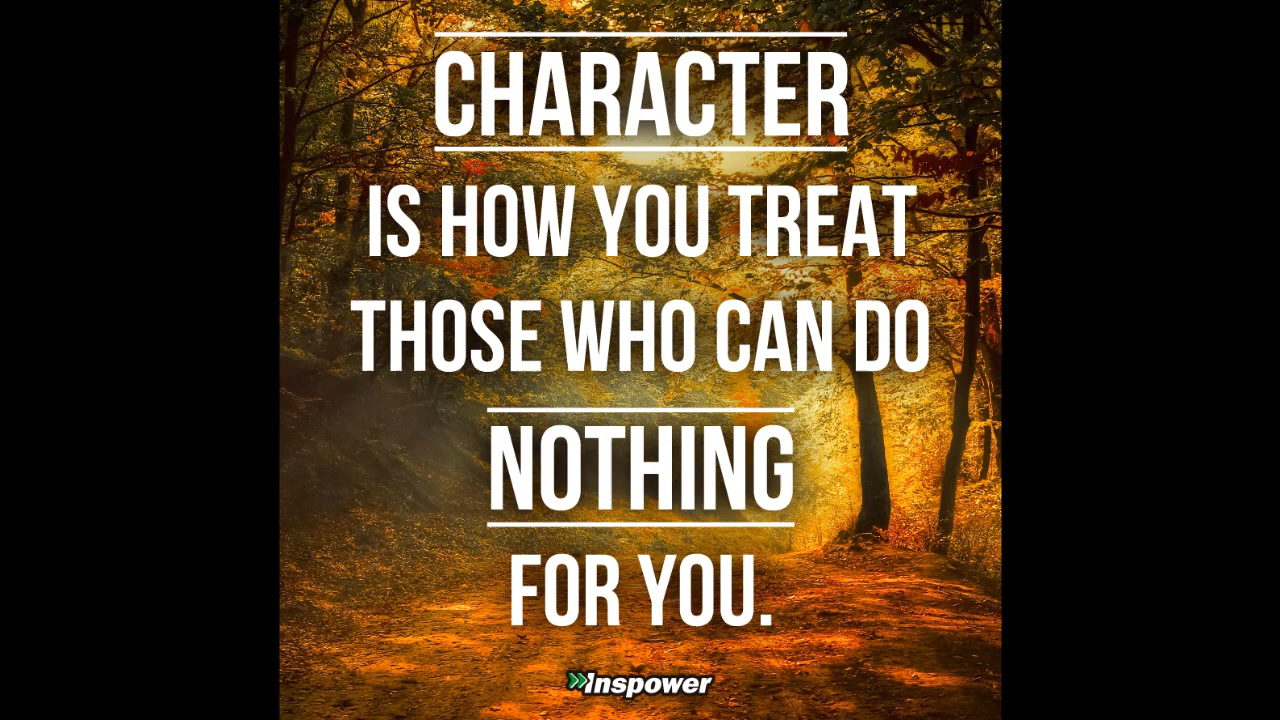 CHARACTER
IS HOW YOU TREAT
THOSE WHO CAN DO
NOTHING
FOR YOU.
Inspower